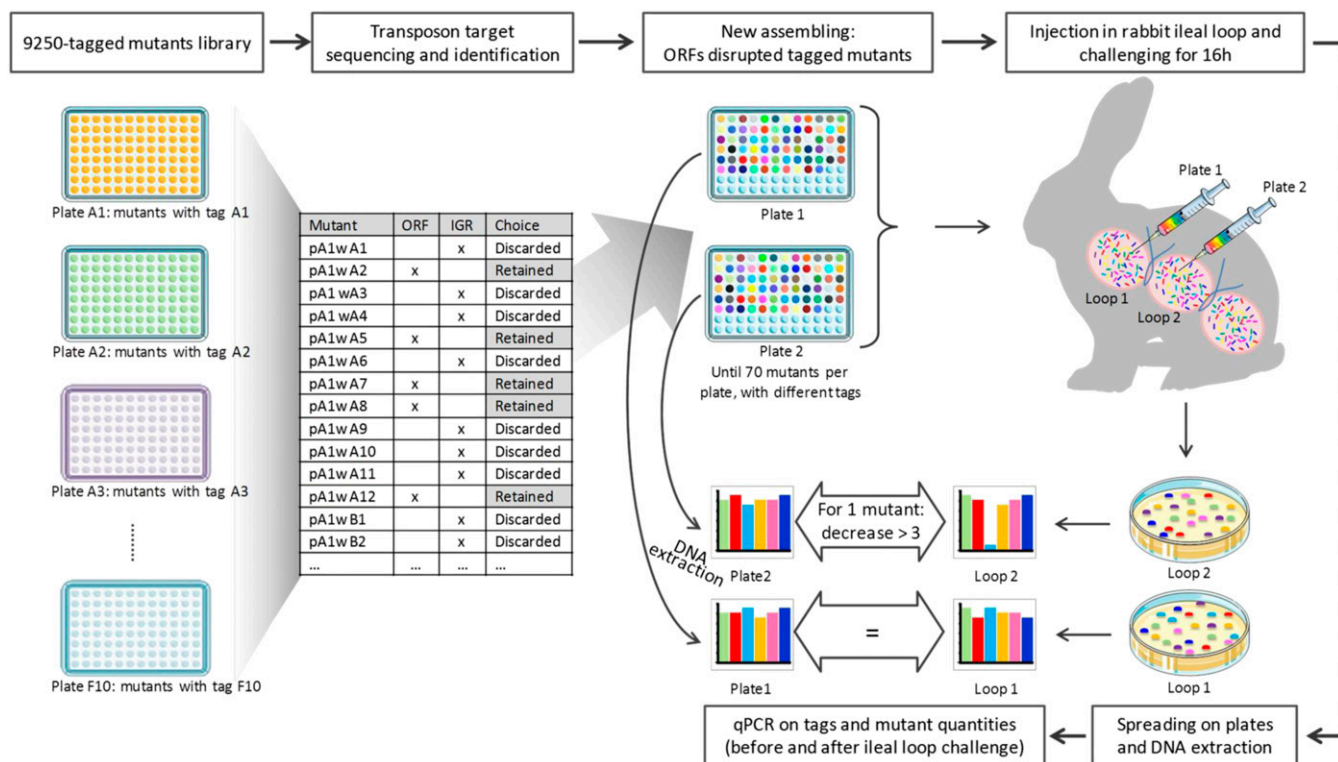 9250-tagged mutants library
Transposon target
sequencing and identification
New assembling:
ORFs disrupted tagged mutants
Injection in rabbit ileal loop and
challenging for 16h
Plate A1: mutants with tag A1
Plate A2: mutants with tag A2
Plate A3: mutants with tag A3
Plate F10: mutants with tag F10
Mutant ORF IGR Choice
pA1w A1 x Discarded
pA1w A2 x Retained
pA1 wA3 x Discarded
pA1 wA4 x Discarded
pA1w A5 x Retained
pA1w A6 x Discarded
pA1w A7 x Retained
pA1w A8 x Retained
pA1w A9 x Discarded
pA1w A10 x Discarded
pA1w A11 x Discarded
pA1w A12 x Retained
pA1w B1 x Discarded
pA1w B2 x Discarded
... ... ... ...
Plate 1
Plate 2
Until 70 mutants per
plate, with different tags
Plate 1
Plate 2
Loop 1
Loop 2
DNA
extraction
Plate2
For 1 mutant:
decrease > 3
Loop 2
Loop 2
Plate1
=
Loop 1
Loop 1
qPCR on tags and mutant quantities
(before and after ileal loop challenge)
Spreading on plates
and DNA extraction